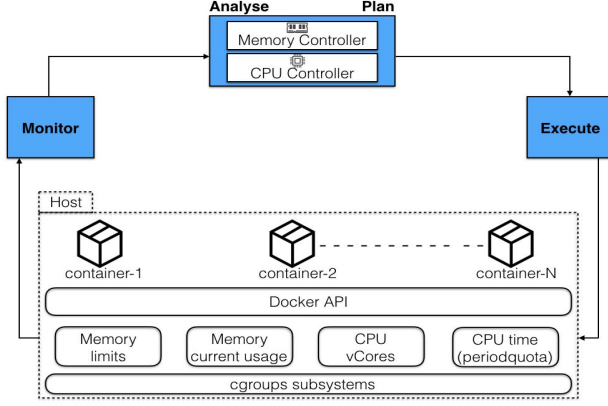 Analyse Plan
Memory Controller
CPU Controller
Monitor
Execute
Host
container-1
container-2
container-N
Docker API
Memory
limits
Memory
current usage
CPU
vCores
CPU time
(periodquota)
cgroups subsystems